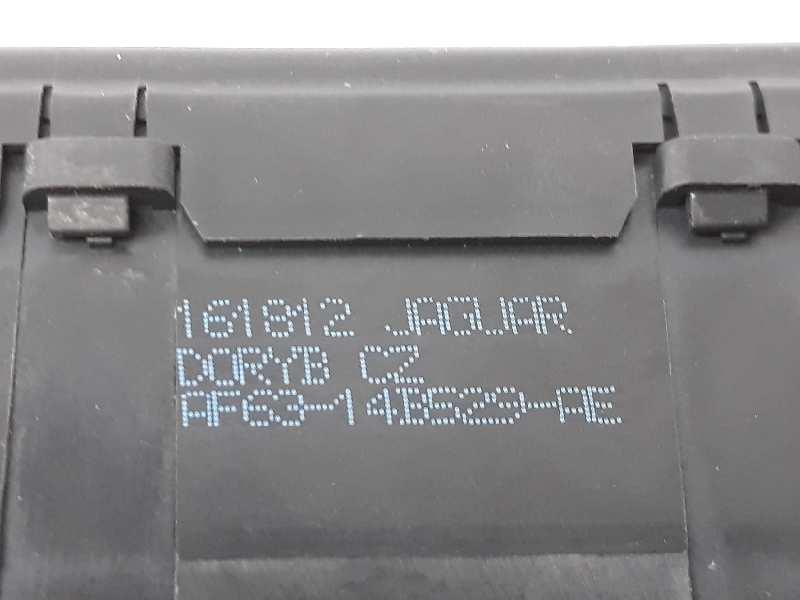 161812 JAGUAR
DORYB CZ
AF63-14B529-AE